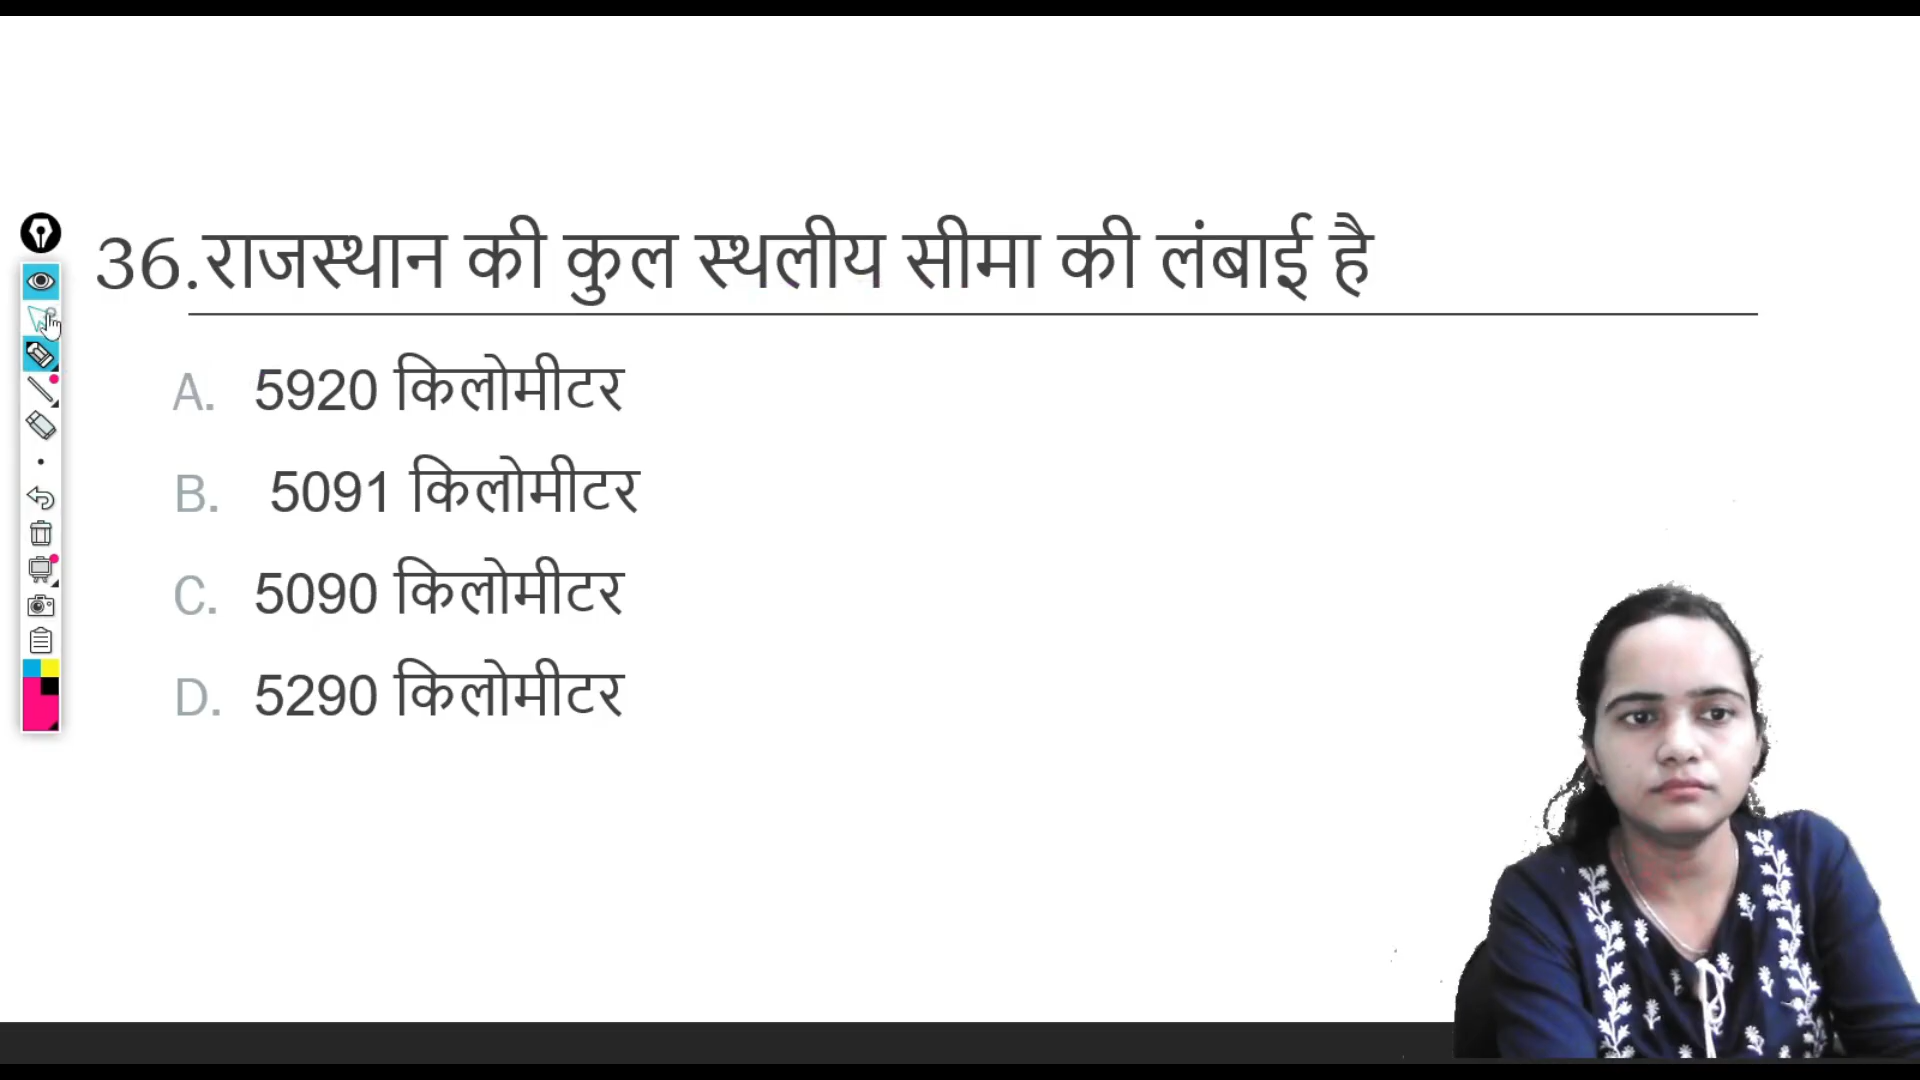 36.राजस्थान की कुल स्थलीय सीमा की लंबाई है
A. 5920 किलोमीटर
B. 5091 किलोमीटर
C. 5090 किलोमीटर
D. 5290 किलोमीटर